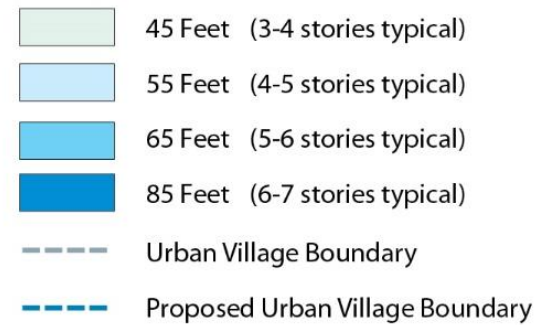 45 Feet (3-4 stories typical)
55 Feet (4-5 stories typical)
65 Feet (5-6 stories typical)
85 Feet (6-7 stories typical)
Urban Village Boundary
Proposed Urban Village Boundary